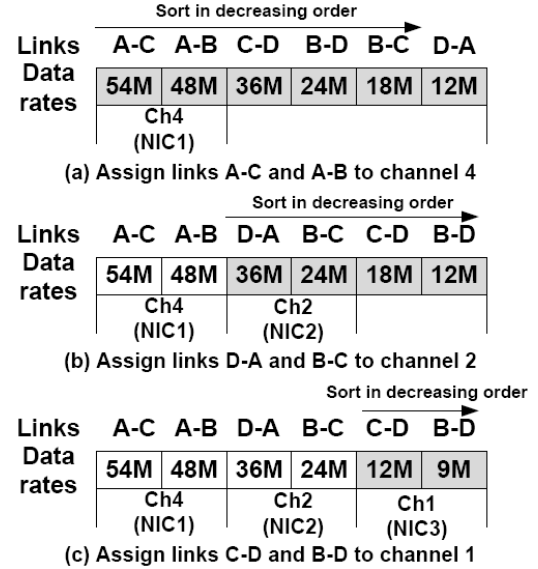 Sort in decreasing order
Links A-C A-B C-D B-D B-C D-A
Data rates 54M 48M 36M 24M 18M 12M
Ch4
(NIC1)
(a) Assign links A-C and A-B to channel 4
Sort in decreasing order
Links A-C A-B D-A B-C C-D B-D
Data rates 54M 48M 36M 24M 18M 12M
Ch4 Ch2
(NIC1) (NIC2)
(b) Assign links D-A and B-C to channel 2
Sort in decreasing order
Links A-C A-B D-A B-C C-D B-D
Data rates 54M 48M 36M 24M 12M 9M
Ch4 Ch2 Ch1
(NIC1) (NIC2) (NIC3)
(c) Assign links C-D and B-D to channel 1